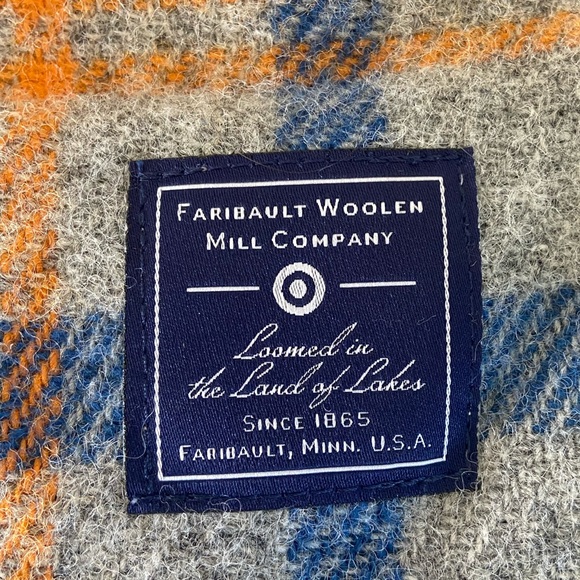 Faribault Woolen
Mill Company
Loomed in
the Land of Lakes
Since 1865
Faribault, Minn. U.S.A.